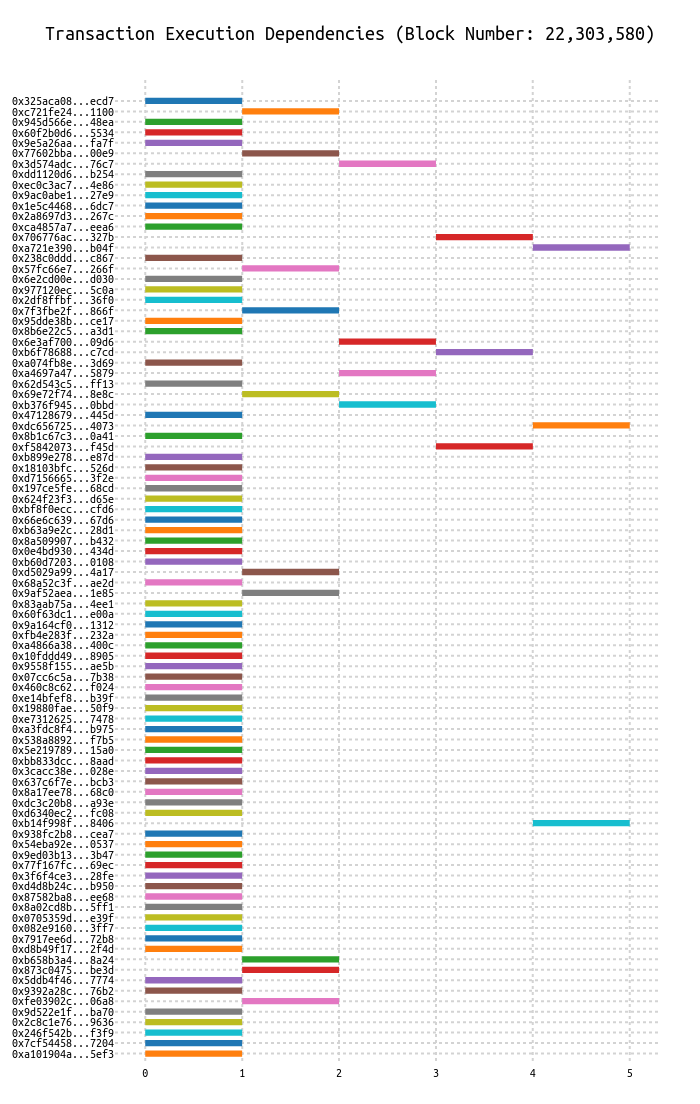 Transaction Execution Dependencies (Block Number: 22,303,580)
0x325aca08...ecd7
0xc721fe24...1100
0x945d566e...48ea
0x60f2b0d6...5534
0x9e5a26aa...fa7f
0x77602bba...00e9
0x3d574adc...76c7
0xdd1120d6...b254
0xec0c3ac7...4e86
0x9ac0abe1...27e9
0x1e5c4468...6dc7
0x2a8697d3...267c
0xca4857a7...eea6
0x706776ac...327b
0xa721e390...b04f
0x238c0ddd...c867
0x57fc66e7...266f
0x6e2cd00e...d030
0x977120ec...5c0a
0x2df8ffbf...36f0
0x7f3fbe2f...866f
0x95dde38b...ce17
0x8b6e22c5...a3d1
0x6e3af700...09d6
0xb6f78688...c7cd
0xa074fb8e...3d69
0xa4697a47...5879
0x62d543c5...ff13
0x69e72f74...8e8c
0xb376f945...0bbd
0x47128679...445d
0xdc656725...4073
0x8b1c67c3...0a41
0xf5842073...f45d
0xb899e278...e87d
0x18103bfc...526d
0xd7156665...3f2e
0x197ce5fe...68cd
0x624f23f3...d65e
0xbf8f0ecc...cfd6
0x66e6c639...67d6
0xb63a9e2c...28d1
0x8a509907...b432
0x0e4bd930...434d
0xb60d7203...0108
0xd5029a99...4a17
0x68a52c3f...ae2d
0x9af52aea...1e85
0x83aab75a...4ee1
0x60f63dc1...e00a
0x9a164cf0...1312
0xfb4e283f...232a
0xa4866a38...400c
0x10fddd49...8905
0x9558f155...ae5b
0x07cc6c5a...7b38
0x460c8c62...f024
0xe14bfef8...b39f
0x19880fae...50f9
0xe7312625...7478
0xa3fdc8f4...b975
0x538a8892...f7b5
0x5e219789...15a0
0xbb833dcc...8aad
0x3cacc38e...028e
0x637c6f7e...bcb3
0x8a17ee78...68c0
0xdc3c20b8...a93e
0xd6340ec2...fc08
0xb14f998f...8406
0x938fc2b8...cea7
0x54eba92e...0537
0x9ed03b13...3b47
0x77f167fc...69ec
0x3f6f4ce3...28fe
0xd4d8b24c...b950
0x87582ba8...ee68
0x8a02cd8b...5ff1
0x0705359d...e39f
0x082e9160...3ff7
0x7917ee6d...72b8
0xd8b49f17...2f4d
0xb658b3a4...8a24
0x873c0475...be3d
0x5ddb4f46...7774
0x9392a28c...76b2
0xfe03902c...06a8
0x9d522e1f...ba70
0x2c8c1e76...9636
0x246f542b...f3f9
0x7cf54458...7204
0xa101904a...5ef3
0 1 2 3 4 5